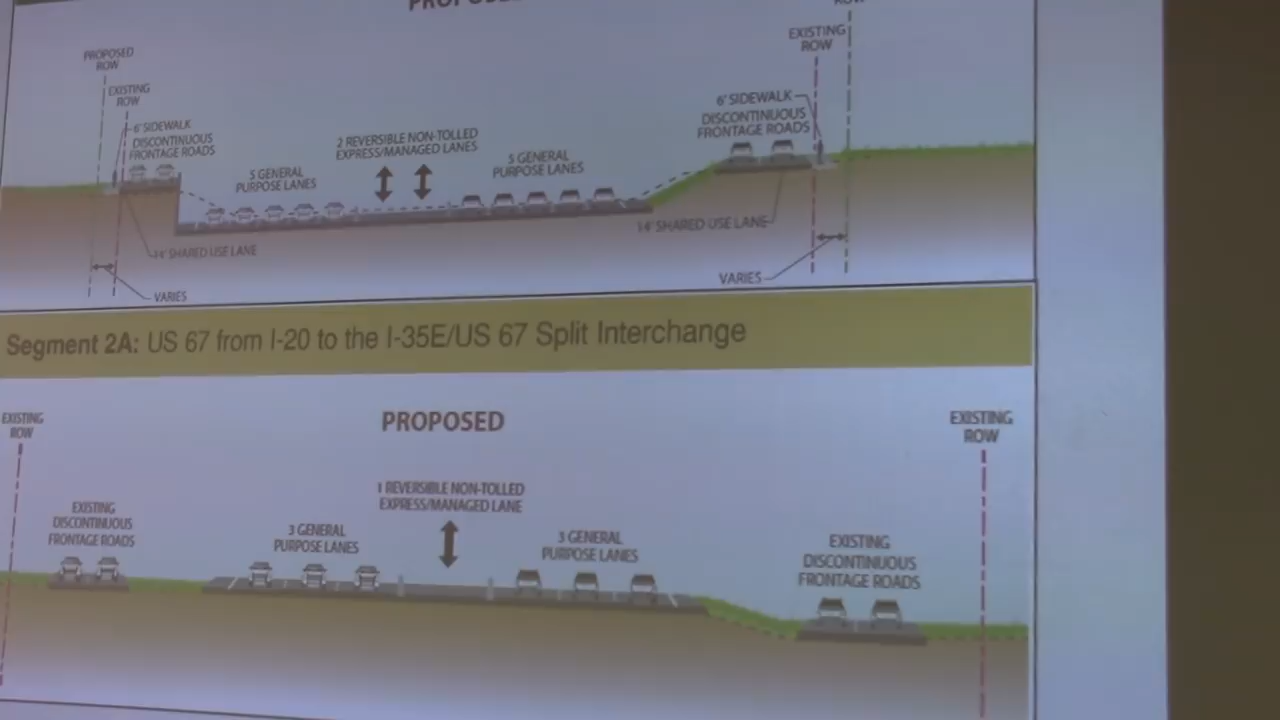 PROPOSED
ROW
EXISTING
ROW
PROPOSED
ROW
EXISTING
ROW
6' SIDEWALK
DISCONTINUOUS
FRONTAGE ROADS
5 GENERAL
PURPOSE LANES
2 REVERSIBLE NON-TOLLED
EXPRESS/MANAGED LANES
5 GENERAL
PURPOSE LANES
6' SIDEWALK
DISCONTINUOUS
FRONTAGE ROADS
14' SHARED USE LANE
14' SHARED USE LANE
VARIES
VARIES
Segment 2A: US 67 from I-20 to the I-35E/US 67 Split Interchange
PROPOSED
EXISTING
ROW
EXISTING
ROW
EXISTING
DISCONTINUOUS
FRONTAGE ROADS
3 GENERAL
PURPOSE LANES
1 REVERSIBLE NON-TOLLED
EXPRESS/MANAGED LANE
3 GENERAL
PURPOSE LANES
EXISTING
DISCONTINUOUS
FRONTAGE ROADS